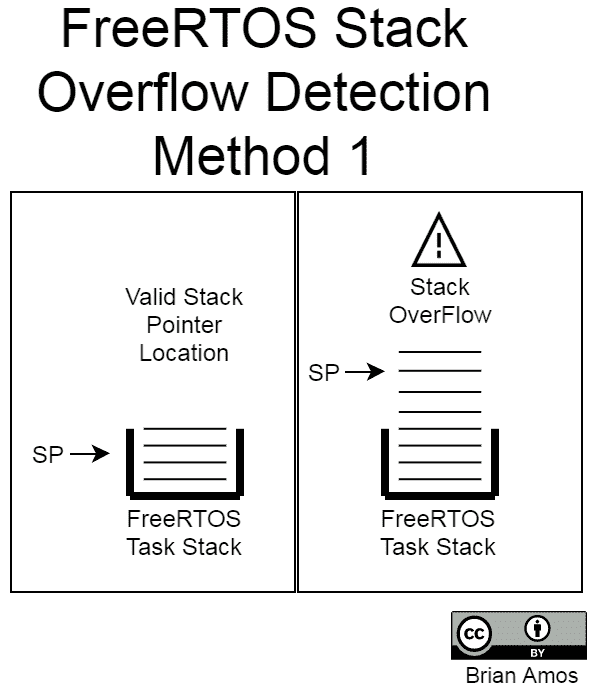 FreeRTOS Stack
Overflow Detection
Method 1
Valid Stack
Pointer
Location
SP
FreeRTOS
Task Stack
Stack
OverFlow
SP
FreeRTOS
Task Stack
cc
BY
Brian Amos